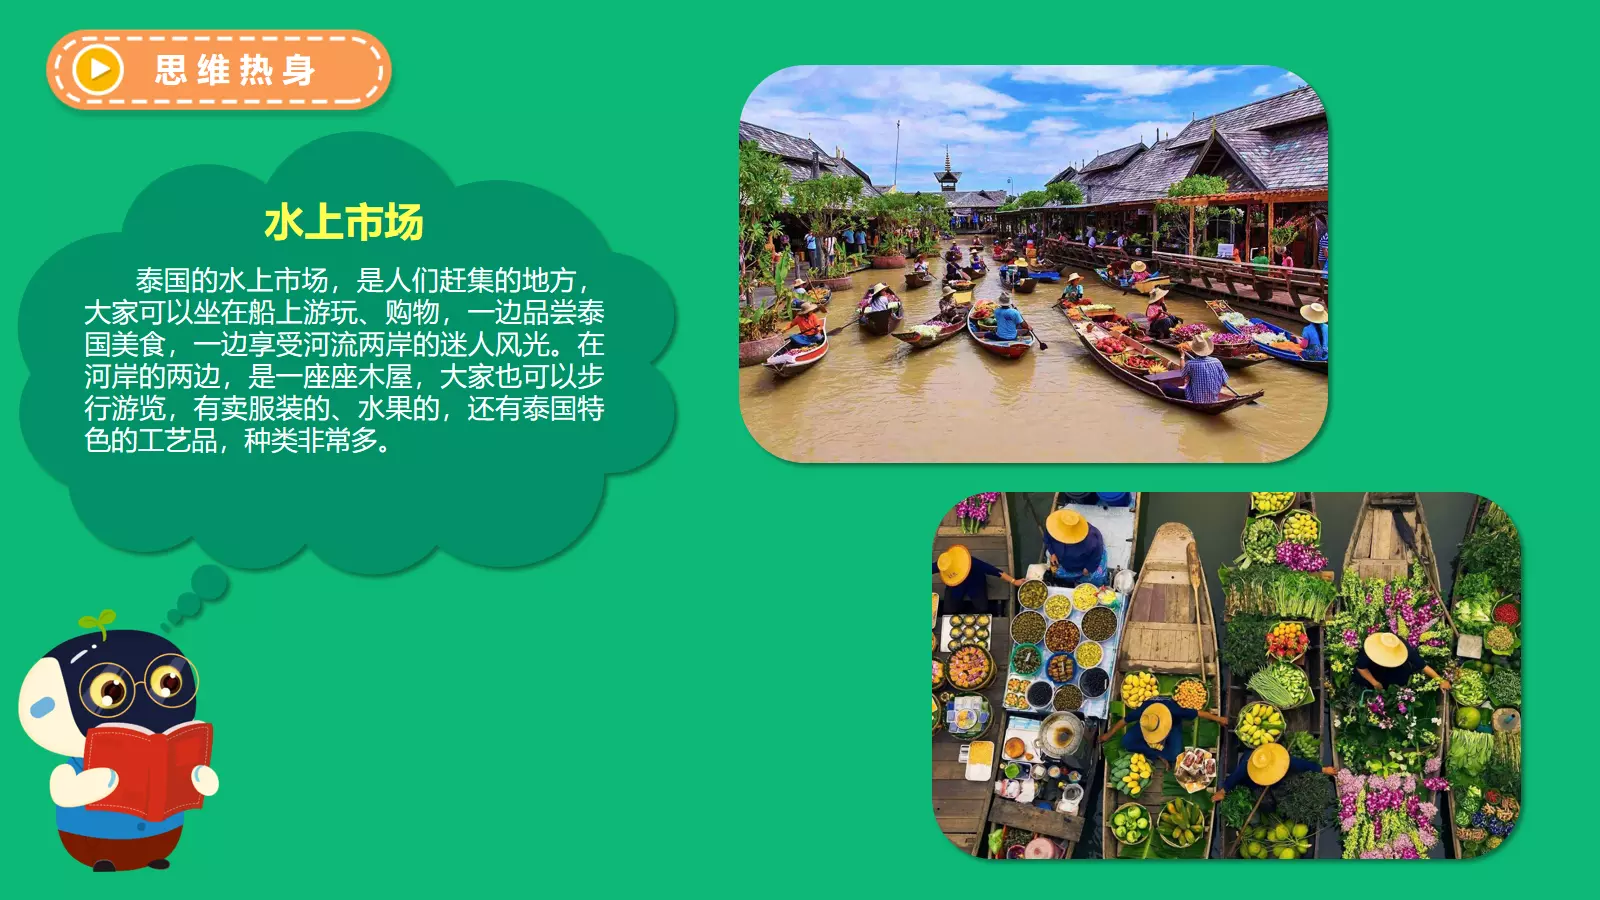 思维热身
水上市场
泰国的水上市场，是人们赶集的地方，
大家可以坐在船上游玩、购物，一边品尝泰
国美食，一边享受河流两岸的迷人风光。在
河岸的两边，是一座座木屋，大家也可以步
行游览，有卖服装的、水果的，还有泰国特
色的工艺品，种类非常多。